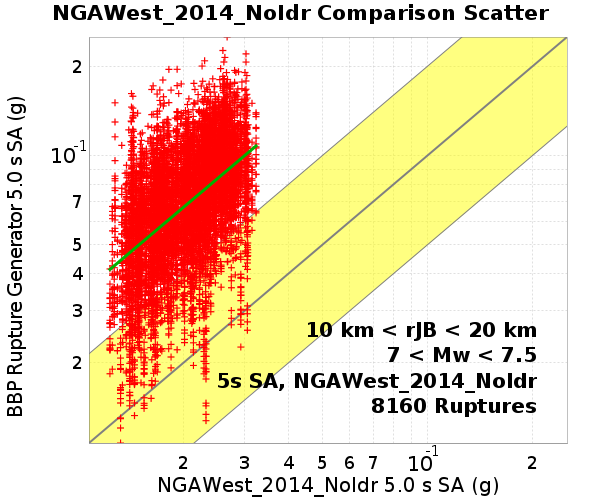 NGAWest_2014_NoIdr Comparison Scatter
BBP Rupture Generator 5.0 s SA (g)
2
10-1
7
5
4
3
2
10 km < rJB < 20 km
7 < Mw < 7.5
5s SA, NGAWest_2014_NoIdr
8160 Ruptures
2 3 4 5 6 7 10-1 2
NGAWest_2014_NoIdr 5.0 s SA (g)